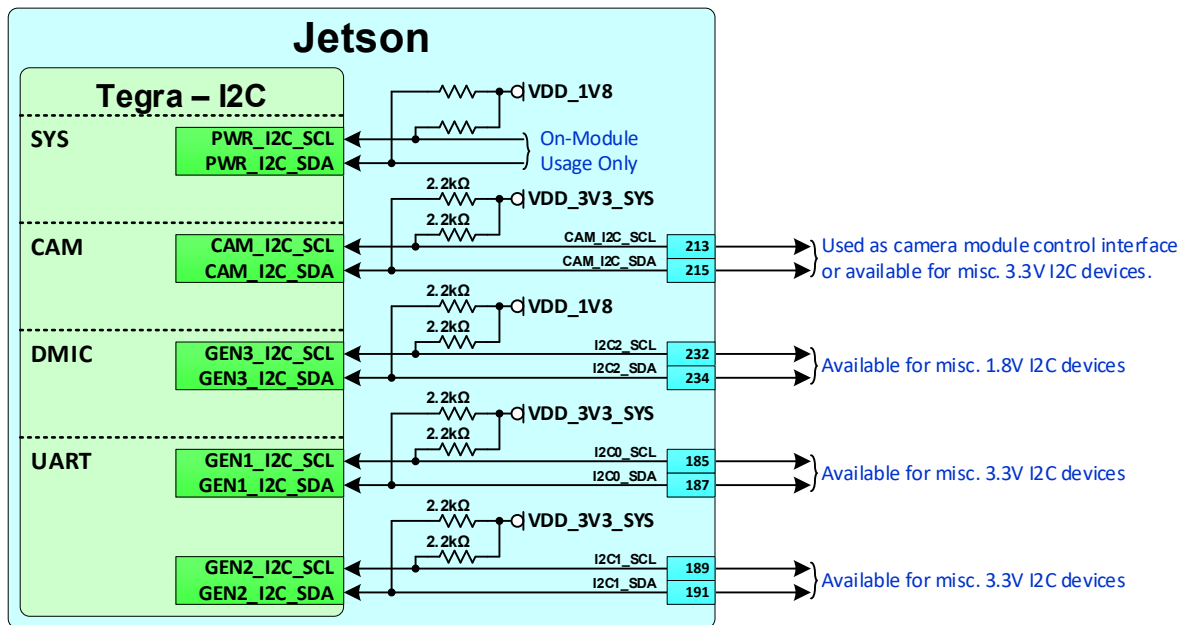 Jetson
Tegra – I2C
VDD_1V8
SYS
PWR_I2C_SCL
PWR_I2C_SDA
On-Module
Usage Only
2.2kΩ
VDD_3V3_SYS
2.2kΩ
CAM
CAM_I2C_SCL
CAM_I2C_SDA
CAM_I2C_SCL
213
CAM_I2C_SDA
215
Used as camera module control interface
or available for misc. 3.3V I2C devices.
2.2kΩ
VDD_1V8
2.2kΩ
DMIC
GEN3_I2C_SCL
GEN3_I2C_SDA
I2C2_SCL
232
I2C2_SDA
234
Available for misc. 1.8V I2C devices
2.2kΩ
VDD_3V3_SYS
2.2kΩ
UART
GEN1_I2C_SCL
GEN1_I2C_SDA
I2C0_SCL
185
I2C0_SDA
187
Available for misc. 3.3V I2C devices
2.2kΩ
VDD_3V3_SYS
2.2kΩ
GEN2_I2C_SCL
GEN2_I2C_SDA
I2C1_SCL
189
I2C1_SDA
191
Available for misc. 3.3V I2C devices